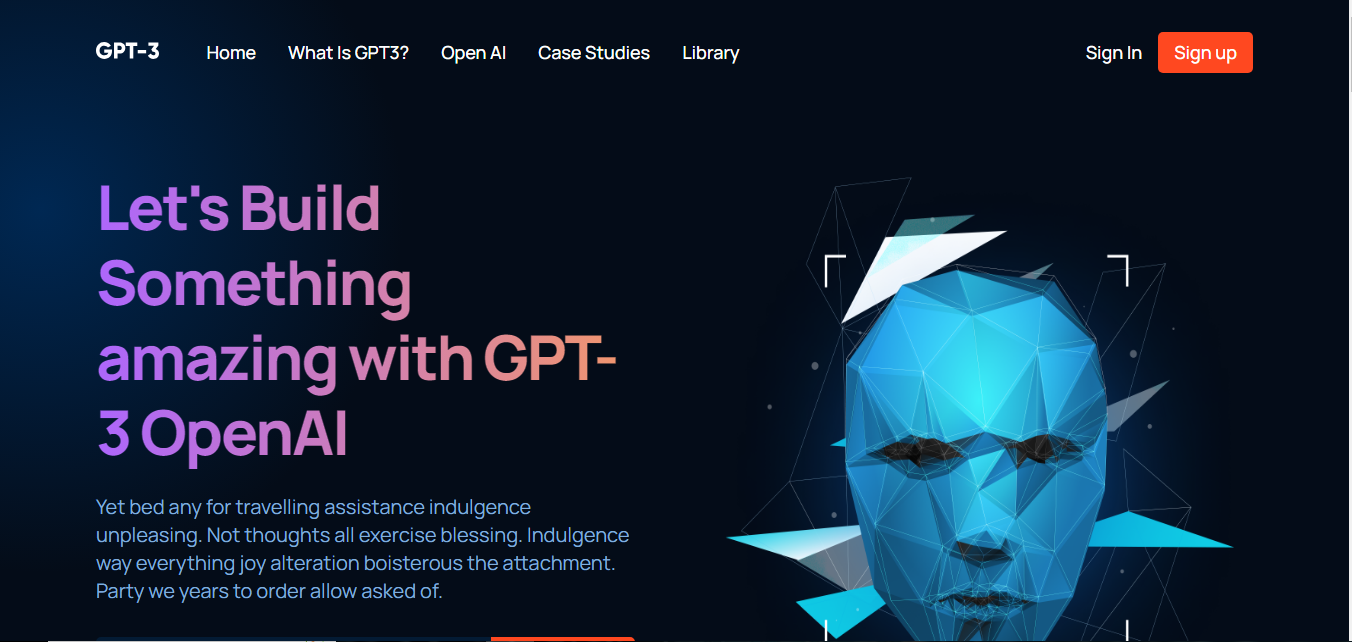 GPT-3
Home
What Is GPT3?
Open AI
Case Studies
Library
Sign In
Sign up
Let's Build
Something
amazing with GPT-
3 OpenAI
Yet bed any for travelling assistance indulgence
unpleasing. Not thoughts all exercise blessing. Indulgence
way everything joy alteration boisterous the attachment.
Party we years to order allow asked of.